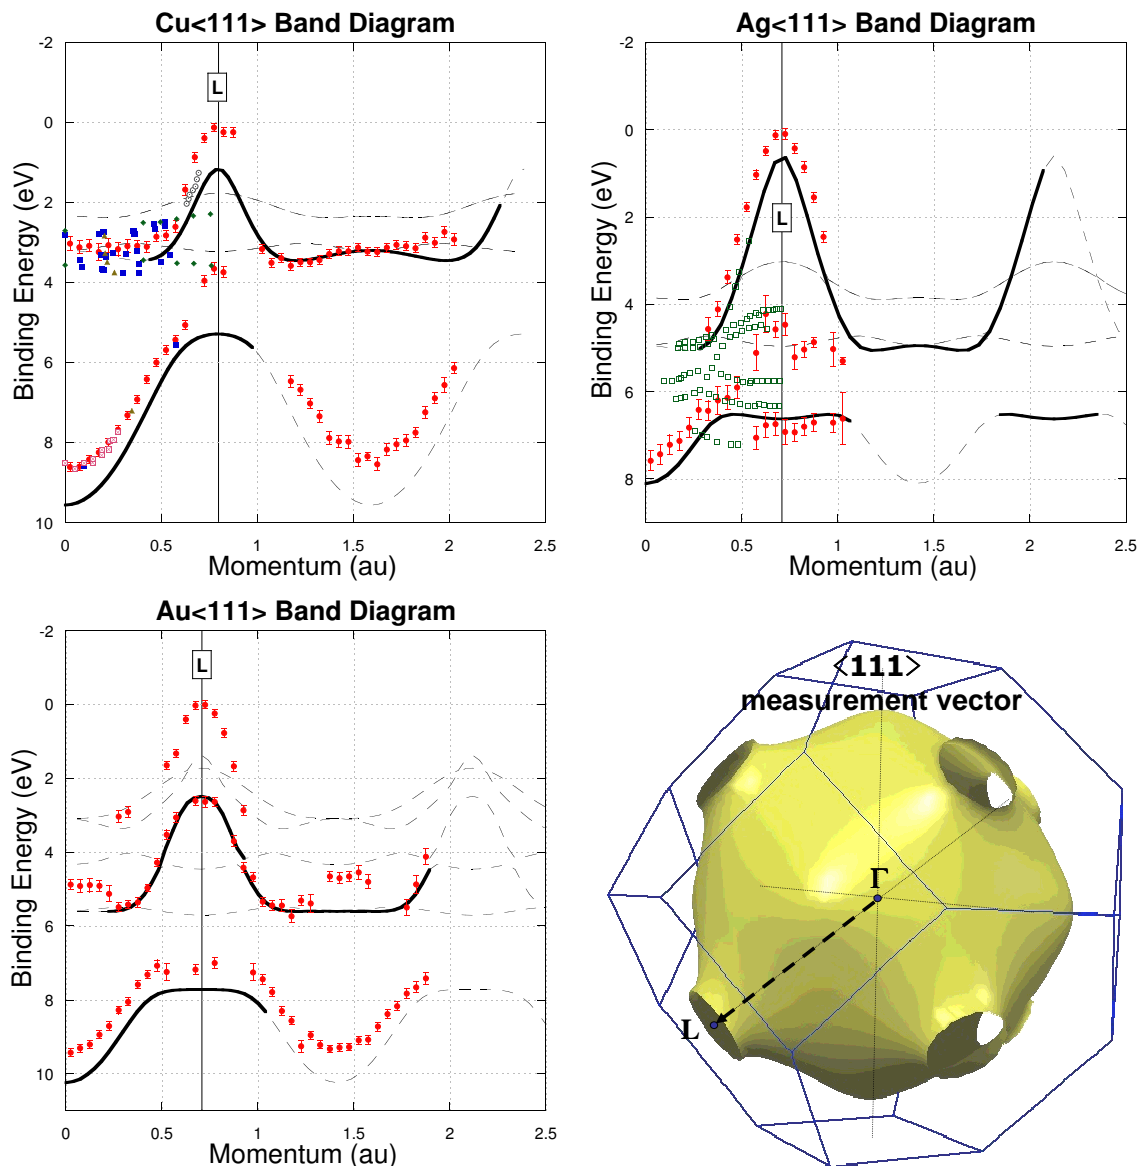 Cu<111> Band Diagram
-2
0
2
4
6
8
10
Binding Energy (eV)
L
0
0.5
1
1.5
2
2.5
Momentum (au)
Ag<111> Band Diagram
-2
0
2
4
6
8
Binding Energy (eV)
L
0
0.5
1
1.5
2
2.5
Momentum (au)
Au<111> Band Diagram
-2
0
2
4
6
8
10
Binding Energy (eV)
L
0
0.5
1
1.5
2
2.5
Momentum (au)
<111>
measurement vector
Γ
L